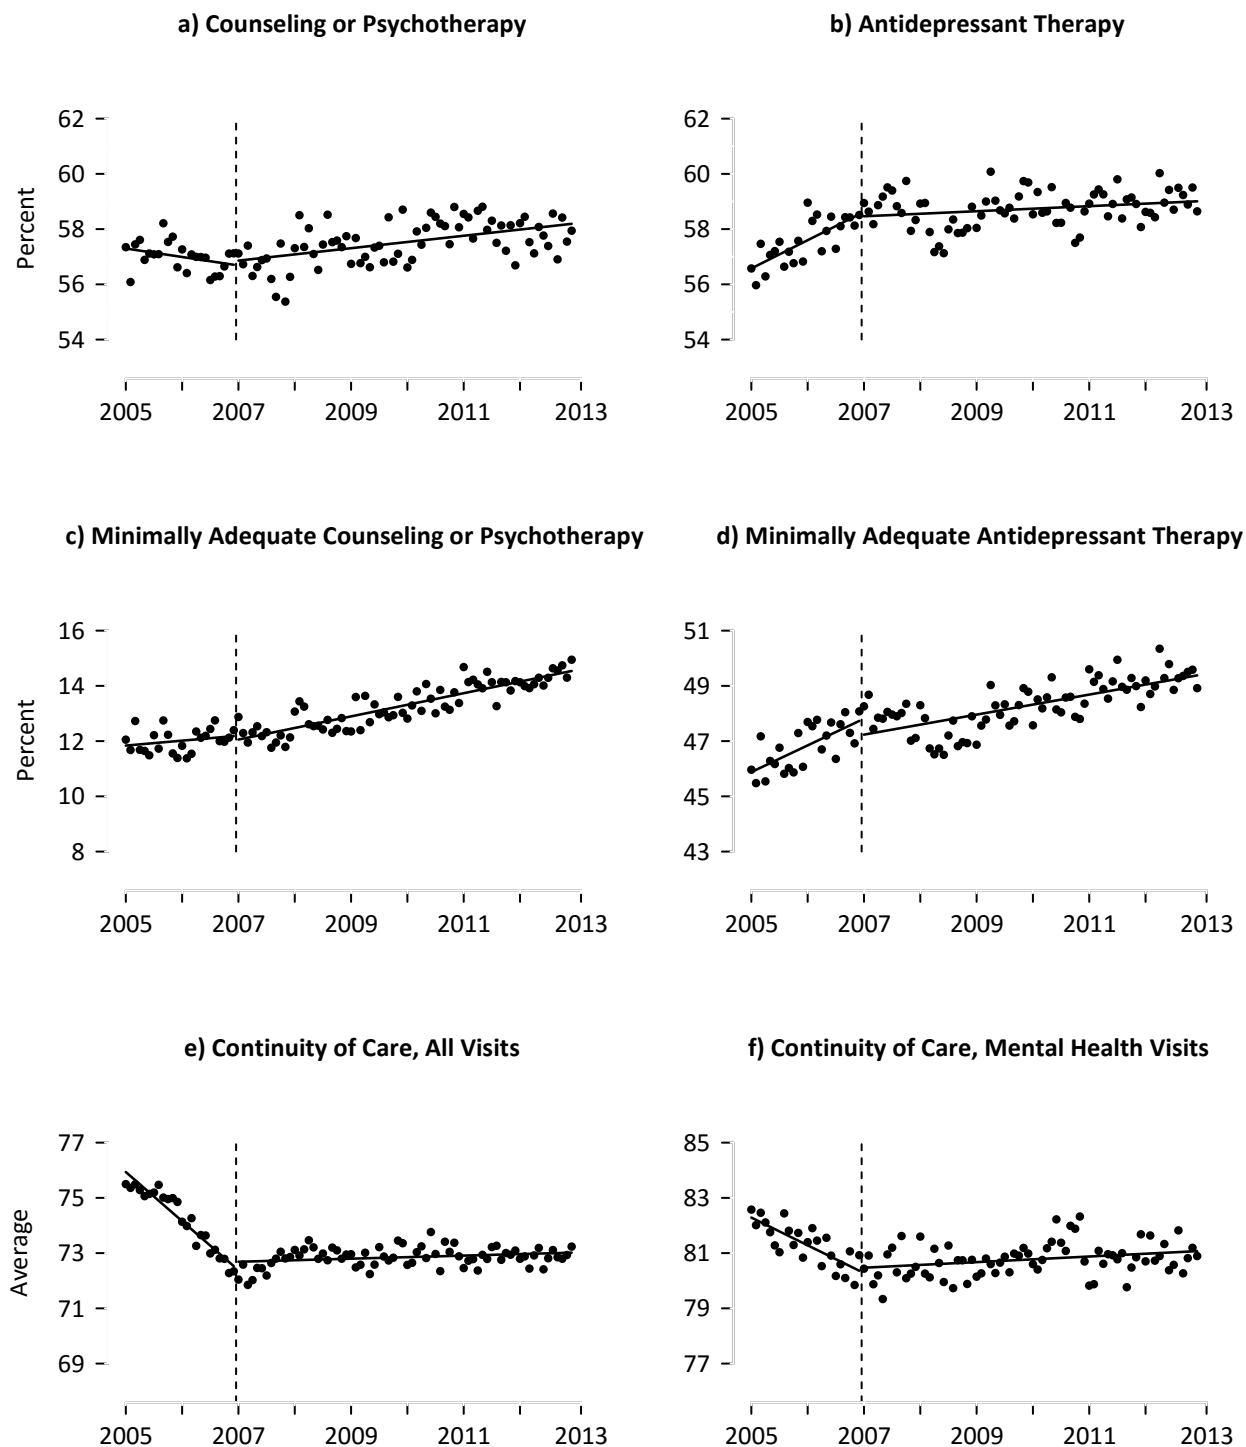 a) Counseling or Psychotherapy
b) Antidepressant Therapy
Percent
62
60
58
56
54
2005 2007 2009 2011 2013
62
60
58
56
54
2005 2007 2009 2011 2013
c) Minimally Adequate Counseling or Psychotherapy
d) Minimally Adequate Antidepressant Therapy
Percent
16
14
12
10
8
2005 2007 2009 2011 2013
51
49
47
45
43
2005 2007 2009 2011 2013
e) Continuity of Care, All Visits
f) Continuity of Care, Mental Health Visits
Average
77
75
73
71
69
2005 2007 2009 2011 2013
85
83
81
79
77
2005 2007 2009 2011 2013